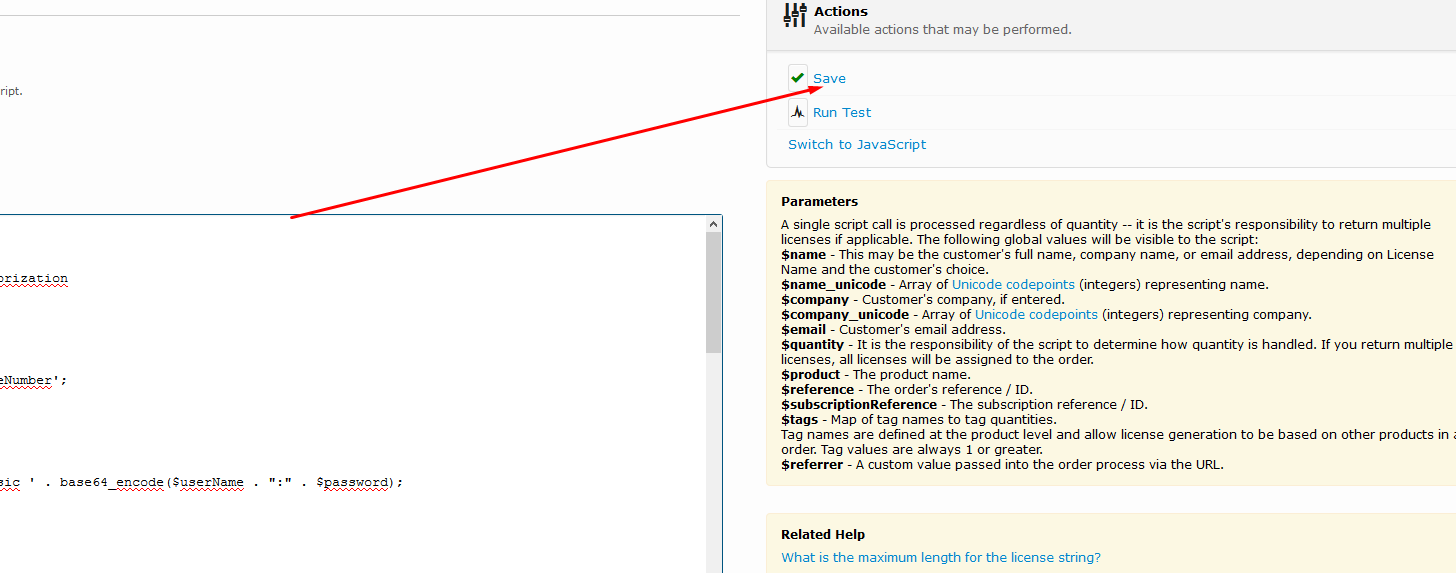 Actions
Available actions that may be performed.
Save
Run Test
Switch to JavaScript
ript.
orization
eNumber';
sic ' . base64_encode($userName . ":" . $password);
Parameters
A single script call is processed regardless of quantity -- it is the script's responsibility to return multiple
licenses if applicable. The following global values will be visible to the script:
$name - This may be the customer's full name, company name, or email address, depending on License
Name and the customer's choice.
$name_unicode - Array of Unicode codepoints (integers) representing name.
$company - Customer's company, if entered.
$company_unicode - Array of Unicode codepoints (integers) representing company.
$email - Customer's email address.
$quantity - It is the responsibility of the script to determine how quantity is handled. If you return multiple
licenses, all licenses will be assigned to the order.
$product - The product name.
$reference - The order's reference / ID.
$subscriptionReference - The subscription reference / ID.
$tags - Map of tag names to tag quantities.
Tag names are defined at the product level and allow license generation to be based on other products in a
order. Tag values are always 1 or greater.
$referrer - A custom value passed into the order process via the URL.
Related Help
What is the maximum length for the license string?